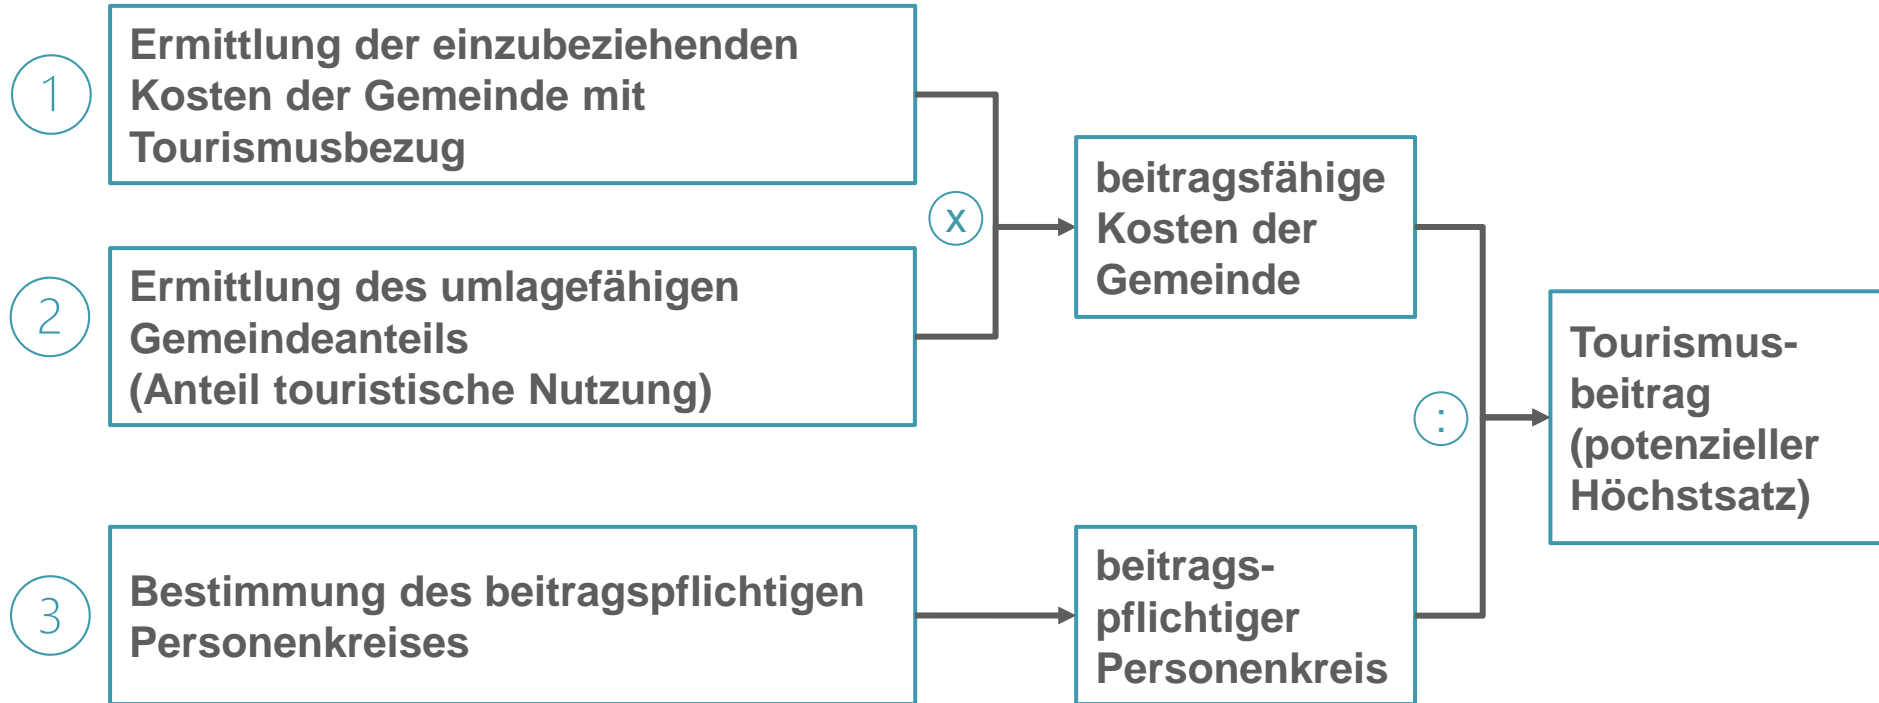 1
Ermittlung der einzubeziehenden
Kosten der Gemeinde mit
Tourismusbezug
x
beitragsfähige
Kosten der
Gemeinde
2
Ermittlung des umlagefähigen
Gemeindeanteils
(Anteil touristische Nutzung)
:
Tourismus-
beitrag
(potenzieller
Höchstsatz)
3
Bestimmung des beitragspflichtigen
Personenkreises
beitrags-
pflichtiger
Personenkreis